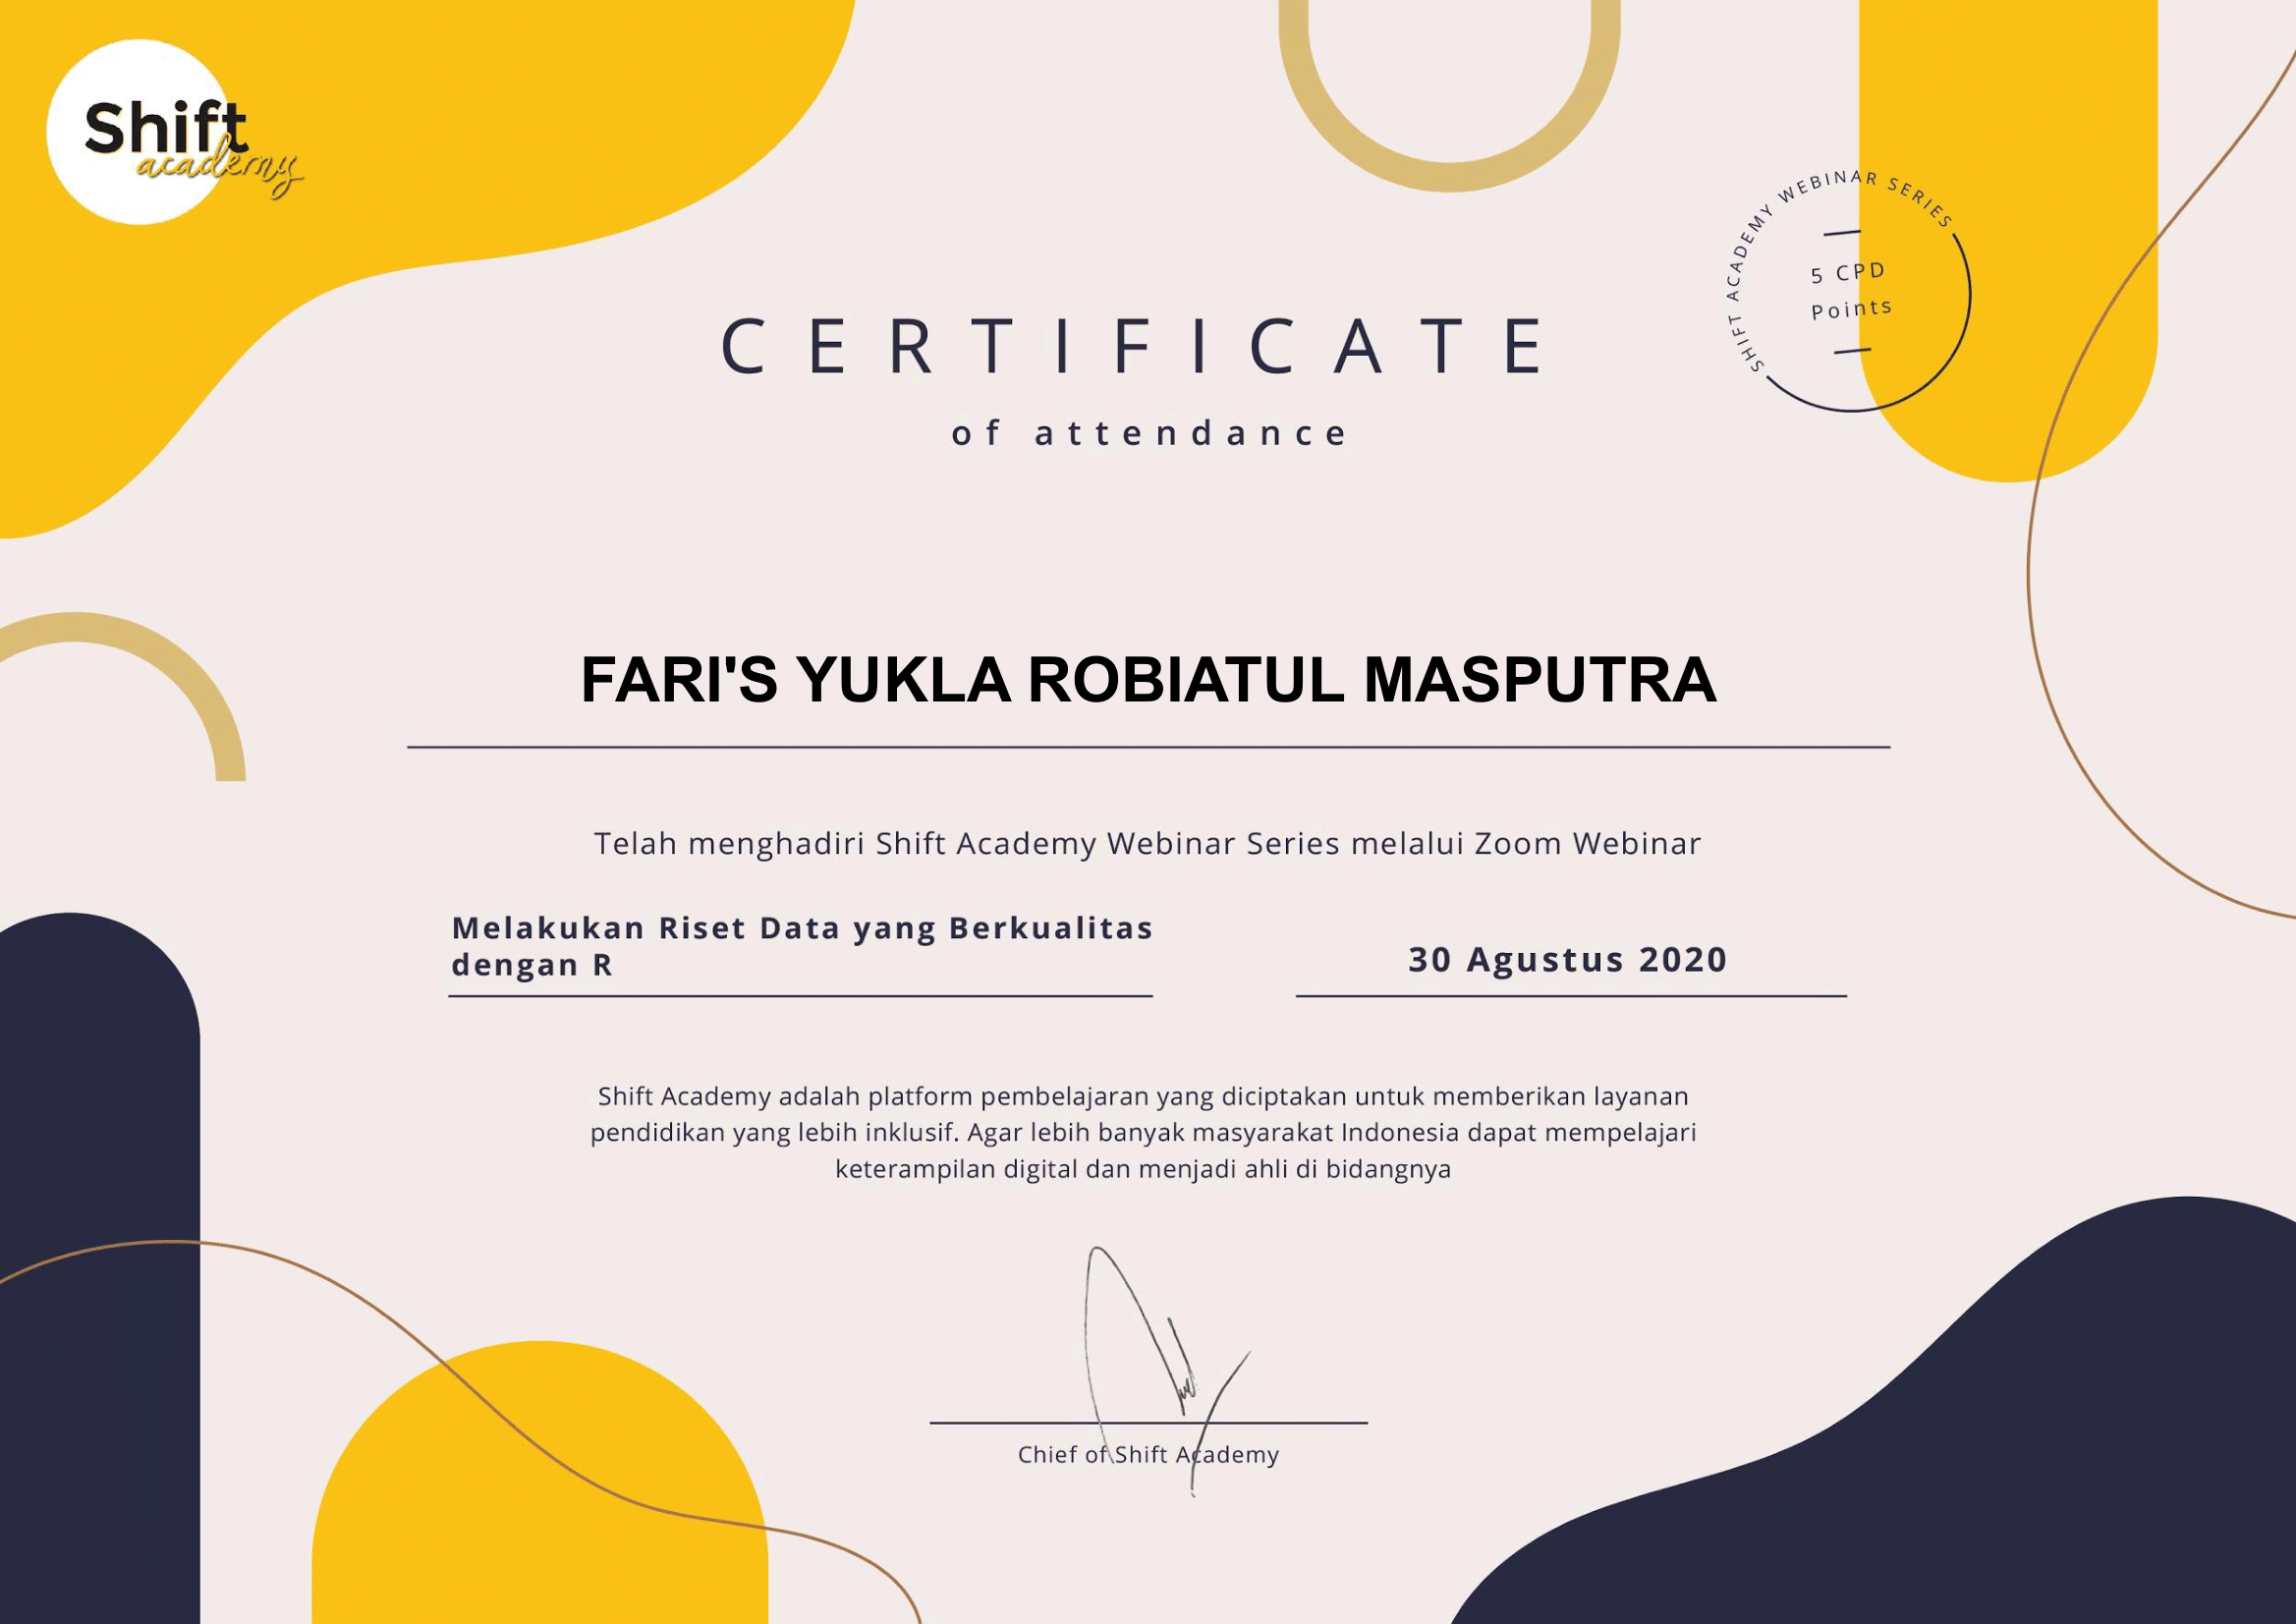 Shift
academy
SHIFT ACADEMY WEBINAR SERIES
5 CPD
Points
CERTIFICATE
of attendance
FARI'S YUKLA ROBIATUL MASPUTRA
Telah menghadiri Shift Academy Webinar Series melalui Zoom Webinar
Melakukan Riset Data yang Berkualitas
dengan R
30 Agustus 2020
Shift Academy adalah platform pembelajaran yang diciptakan untuk memberikan layanan
pendidikan yang lebih inklusif. Agar lebih banyak masyarakat Indonesia dapat mempelajari
keterampilan digital dan menjadi ahli di bidangnya
Chief of Shift Academy